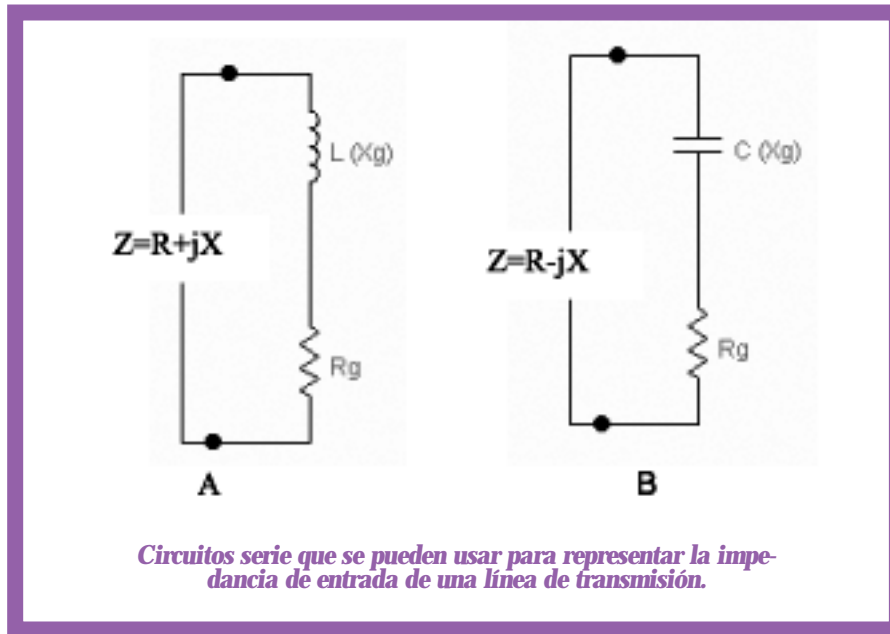 L (Xg)
Z=R+jX
Rg
A
C (Xg)
Z=R-jX
Rg
B
Circuitos serie que se pueden usar para representar la impe-
dancia de entrada de una línea de transmisión.